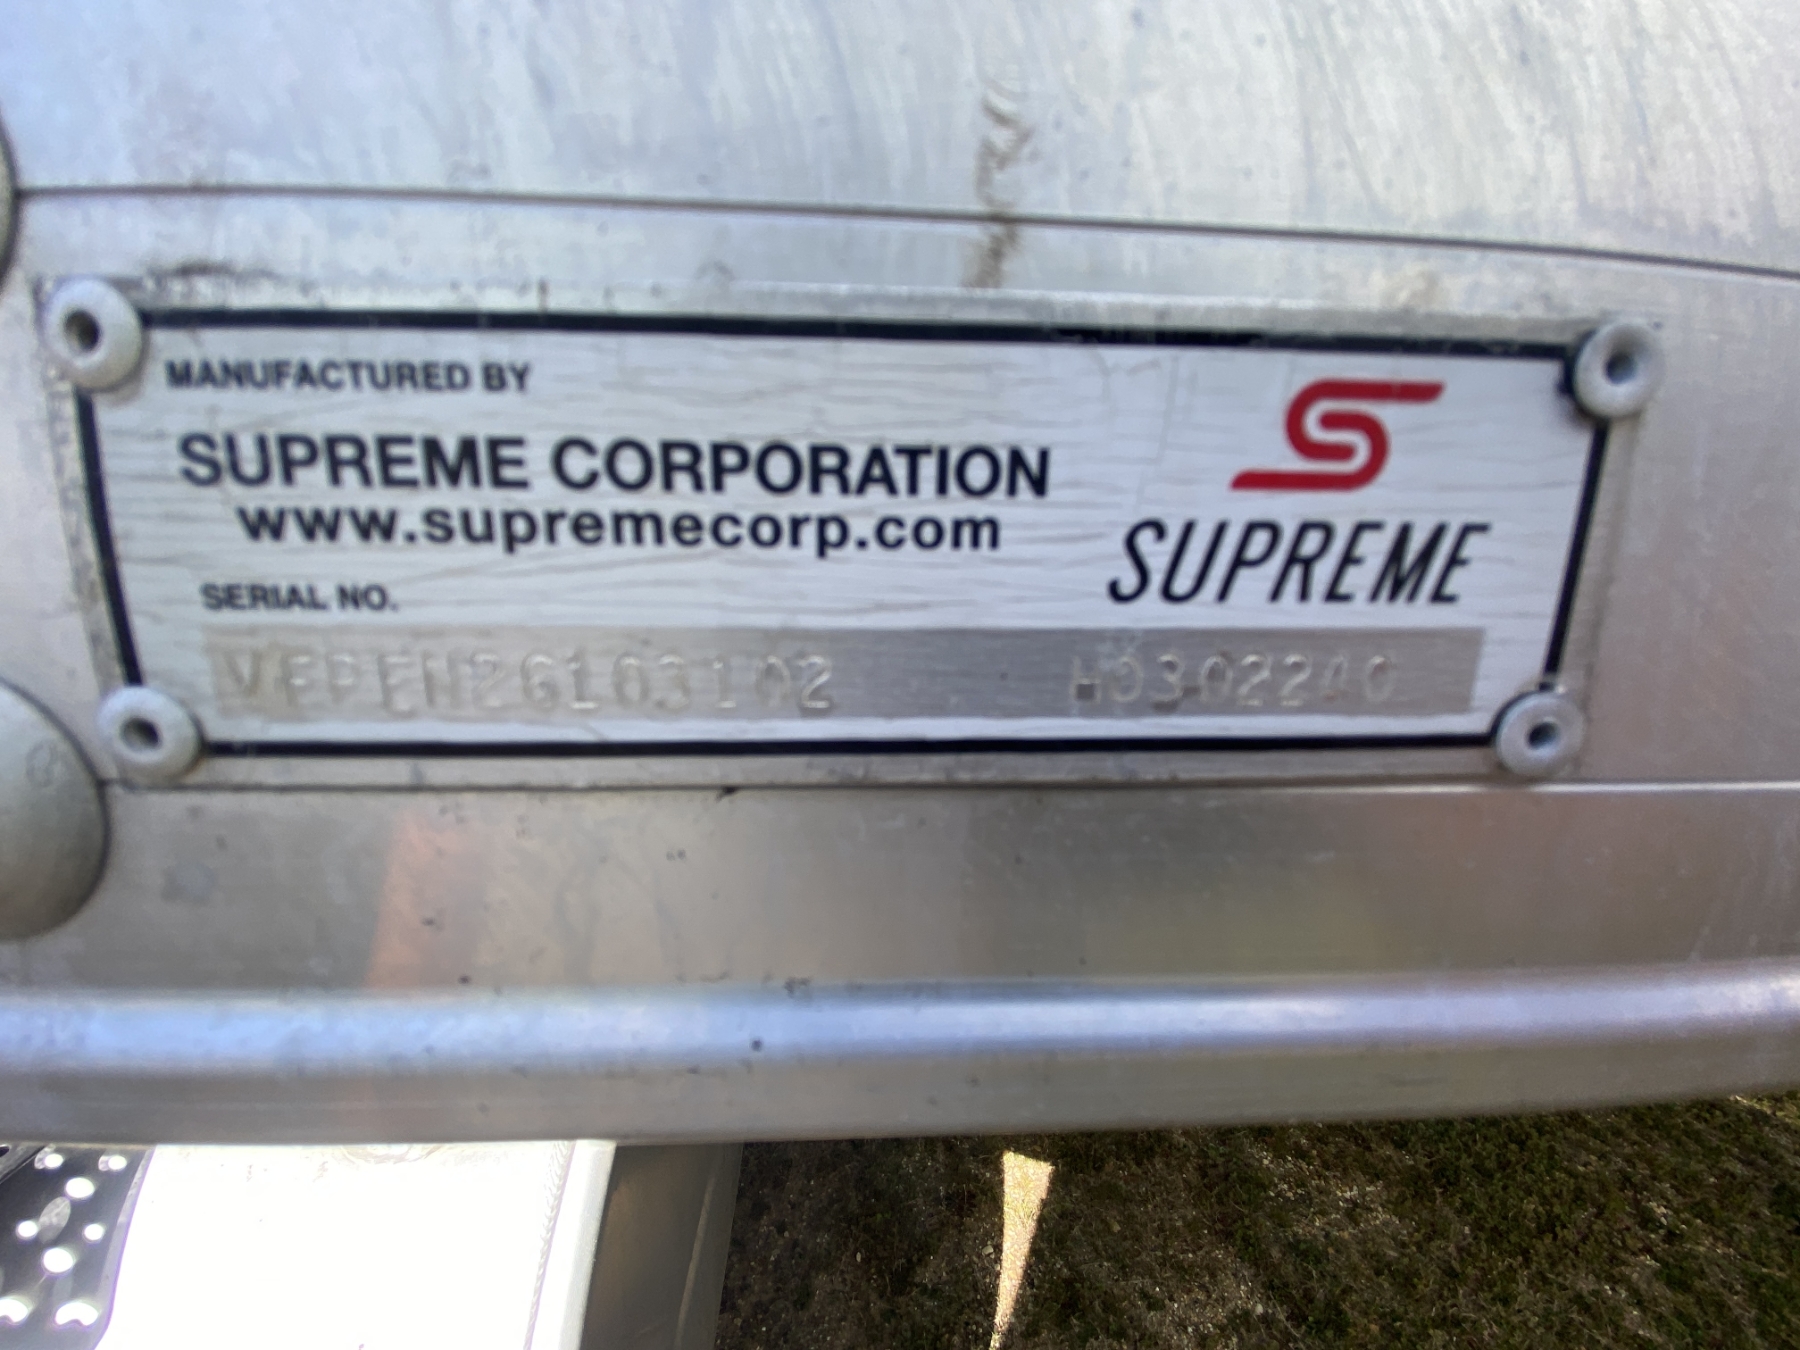 MANUFACTURED BY
SUPREME CORPORATION
www.supremecorp.com
SUPREME
SERIAL NO.